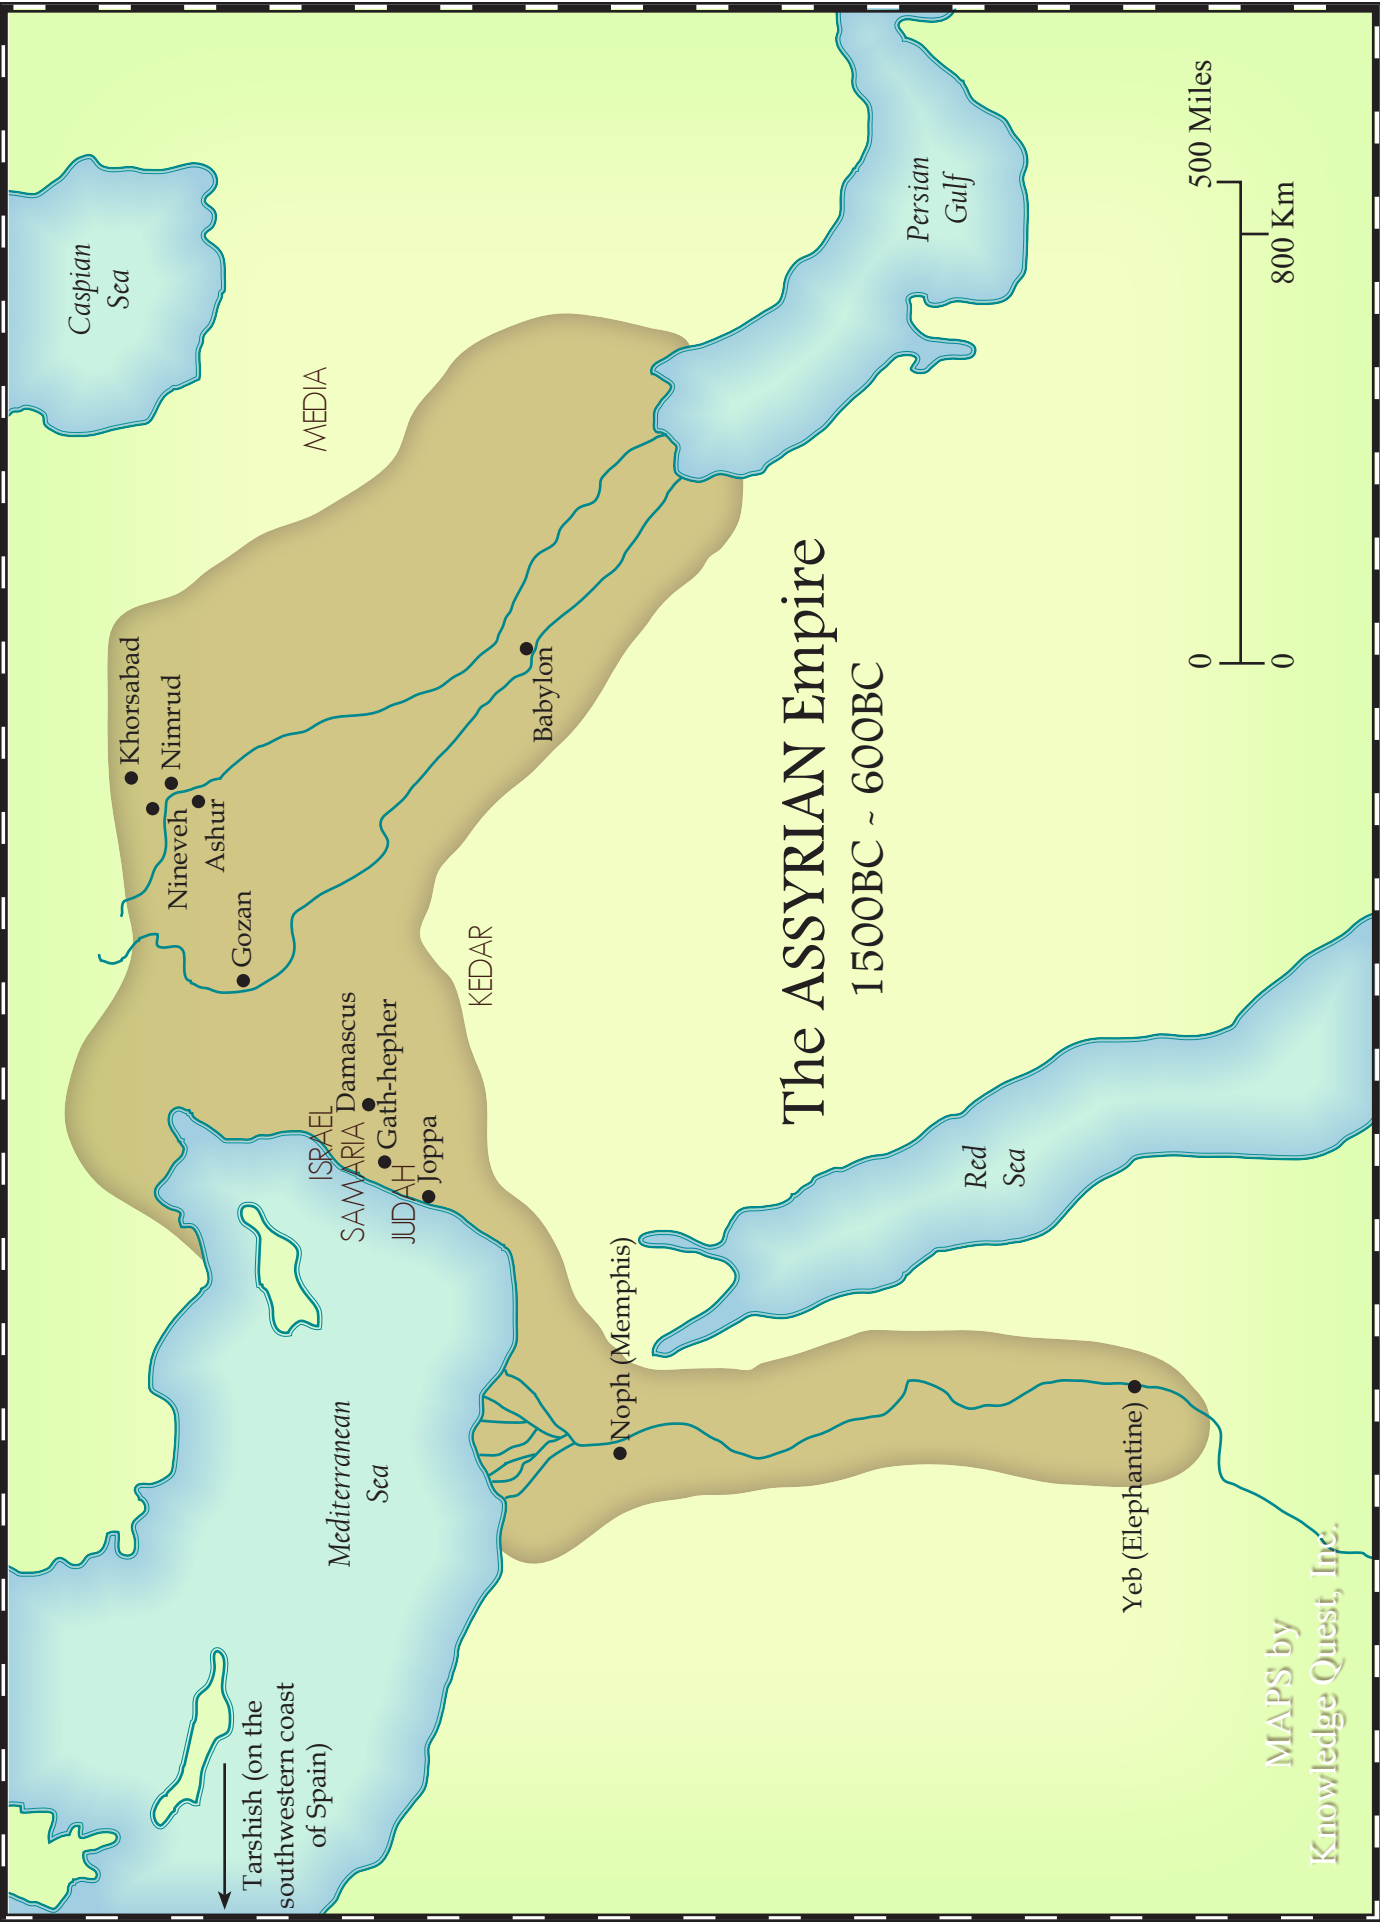 Caspian
Sea
MEDIA
Khorsabad
Nimrud
Nineveh
Ashur
Gozan
Babylon
Persian
Gulf
ISRAEL
Damascus
SAMARIA
Gath-hepher
JUDAH
Joppa
KEDAR
Mediterranean
Sea
Tarshish (on the
southwestern coast
of Spain)
Noph (Memphis)
Red
Sea
Yeb (Elephantine)
The ASSYRIAN Empire
1500BC ~ 600BC
0 500 Miles
0 800 Km
MAPS by
Knowledge Quest, Inc.